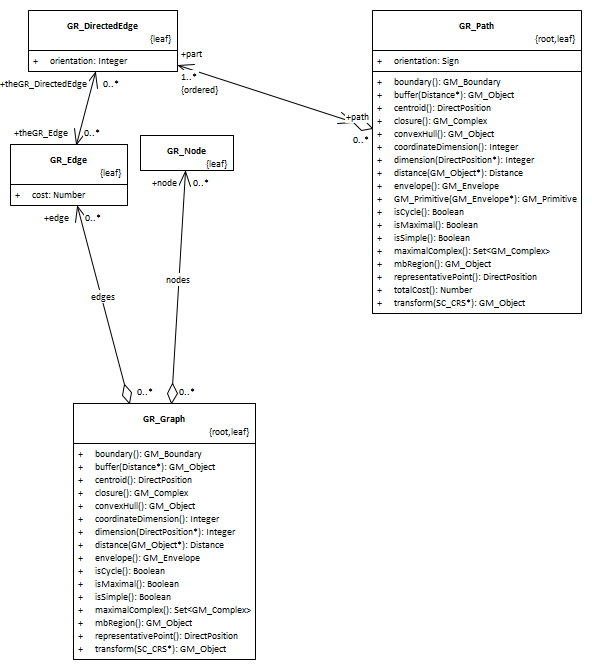 GR_DirectedEdge
{leaf}
+ orientation: Integer
+part
1..*
{ordered}
+theGR_DirectedEdge
0..*
+theGR_Edge
0..*
GR_Edge
{leaf}
+ cost: Number
+edge
0..*
GR_Node
{leaf}
+node
0..*
GR_Path
{root,leaf}
+ orientation: Sign
+ boundary(): GM_Boundary
+ buffer(Distance*): GM_Object
+ centroid(): DirectPosition
+ closure(): GM_Complex
+ convexHull(): GM_Object
+ coordinateDimension(): Integer
+ dimension(DirectPosition*): Integer
+ distance(GM_Object*): Distance
+ envelope(): GM_Envelope
+ GM_Primitive(GM_Envelope*): GM_Primitive
+ isCycle(): Boolean
+ isMaximal(): Boolean
+ isSimple(): Boolean
+ maximalComplex(): Set<GM_Complex>
+ mbRegion(): GM_Object
+ representativePoint(): DirectPosition
+ totalCost(): Number
+ transform(SC_CRS*): GM_Object
+path
0..*
edges
nodes
0..*
0..*
GR_Graph
{root,leaf}
+ boundary(): GM_Boundary
+ buffer(Distance*): GM_Object
+ centroid(): DirectPosition
+ closure(): GM_Complex
+ convexHull(): GM_Object
+ coordinateDimension(): Integer
+ dimension(DirectPosition*): Integer
+ distance(GM_Object*): Distance
+ envelope(): GM_Envelope
+ isCycle(): Boolean
+ isMaximal(): Boolean
+ isSimple(): Boolean
+ maximalComplex(): Set<GM_Complex>
+ mbRegion(): GM_Object
+ representativePoint(): DirectPosition
+ transform(SC_CRS*): GM_Object